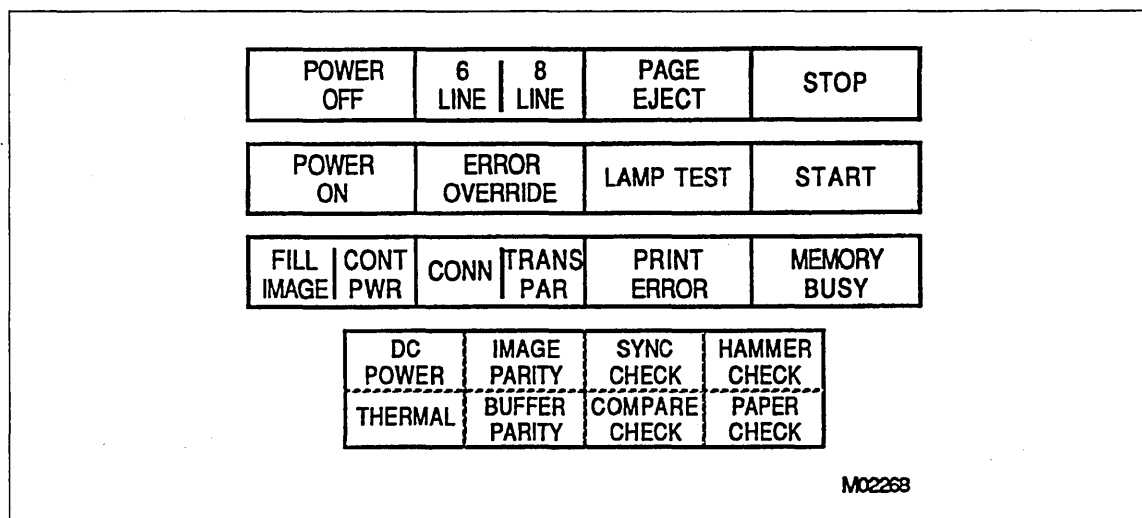 POWER 6 8 PAGE STOP
OFF LINE LINE EJECT
POWER ERROR LAMP TEST START
ON OVERRIDE
FILL CONT CONN TRANS PRINT MEMORY
IMAGE PWR PAR ERROR BUSY
DC IMAGE SYNC HAMMER
POWER PARITY CHECK CHECK
THERMAL BUFFER COMPARE PAPER
PARITY CHECK CHECK
M02268